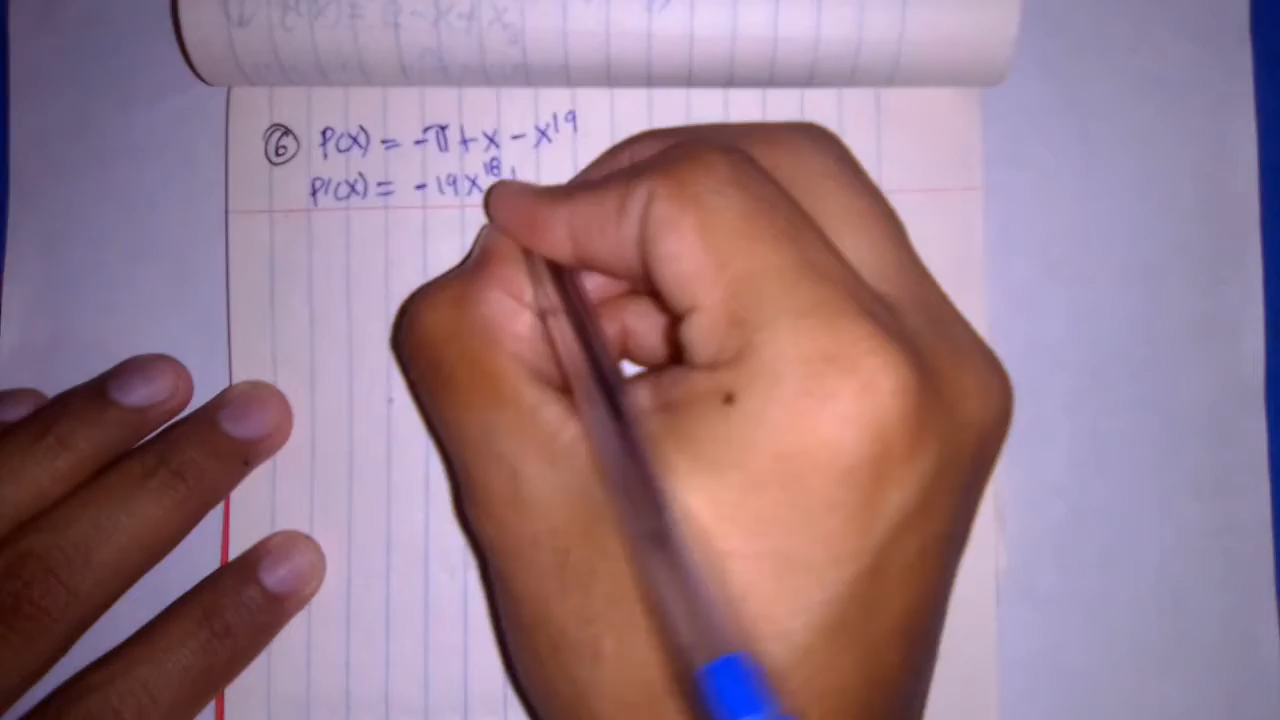 ⑥ P(x) = -π + x - x¹⁹
P'(x) = -19x¹⁸